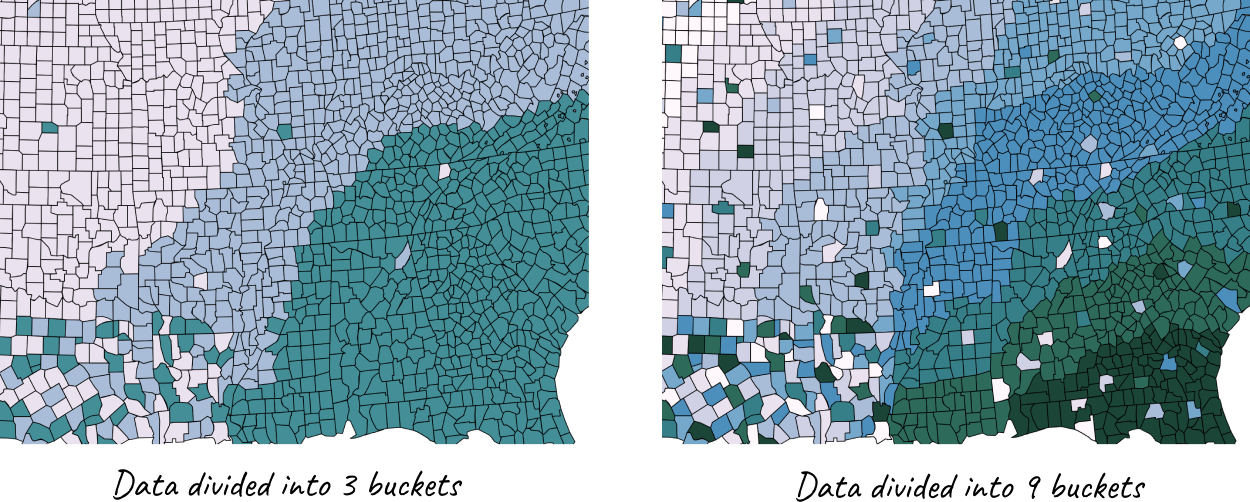 Data divided into 3 buckets
Data divided into 9 buckets